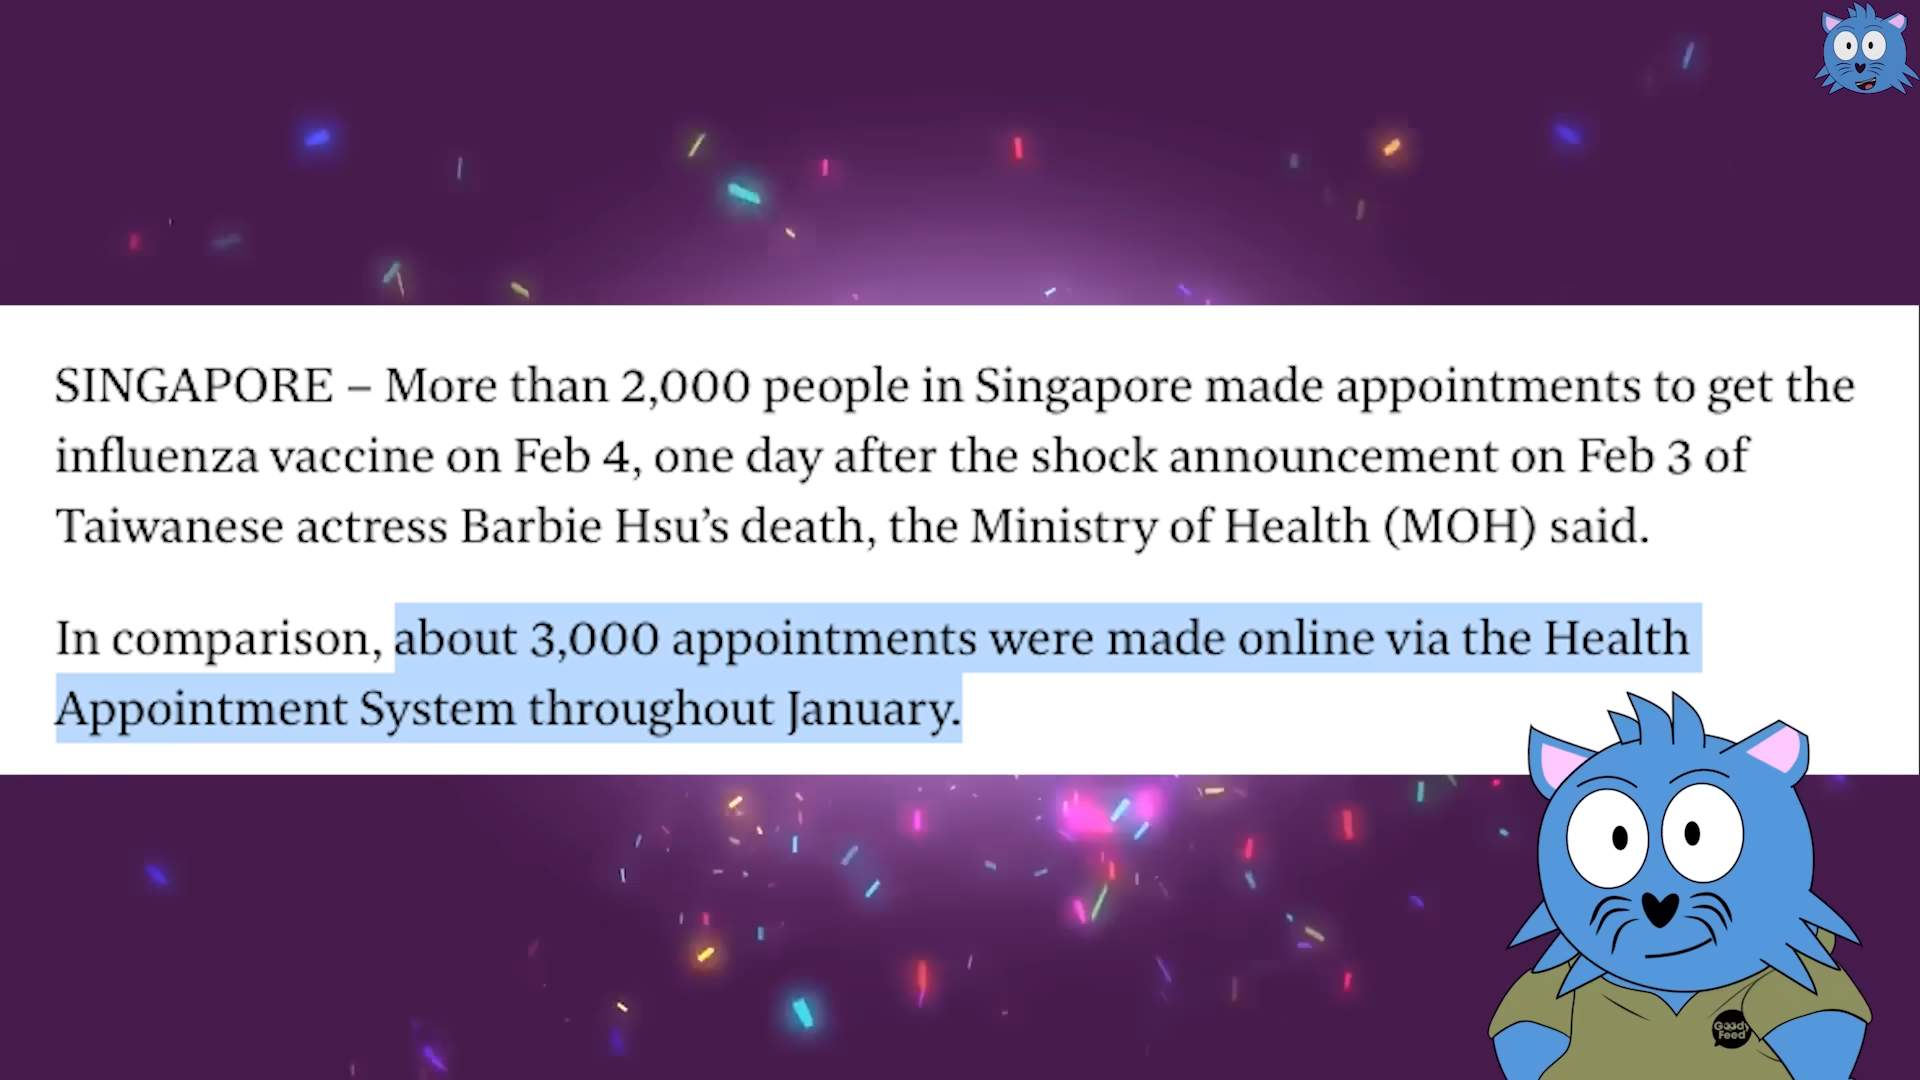 SINGAPORE – More than 2,000 people in Singapore made appointments to get the
influenza vaccine on Feb 4, one day after the shock announcement on Feb 3 of
Taiwanese actress Barbie Hsu’s death, the Ministry of Health (MOH) said.
In comparison, about 3,000 appointments were made online via the Health
Appointment System throughout January.
Goody
Feed